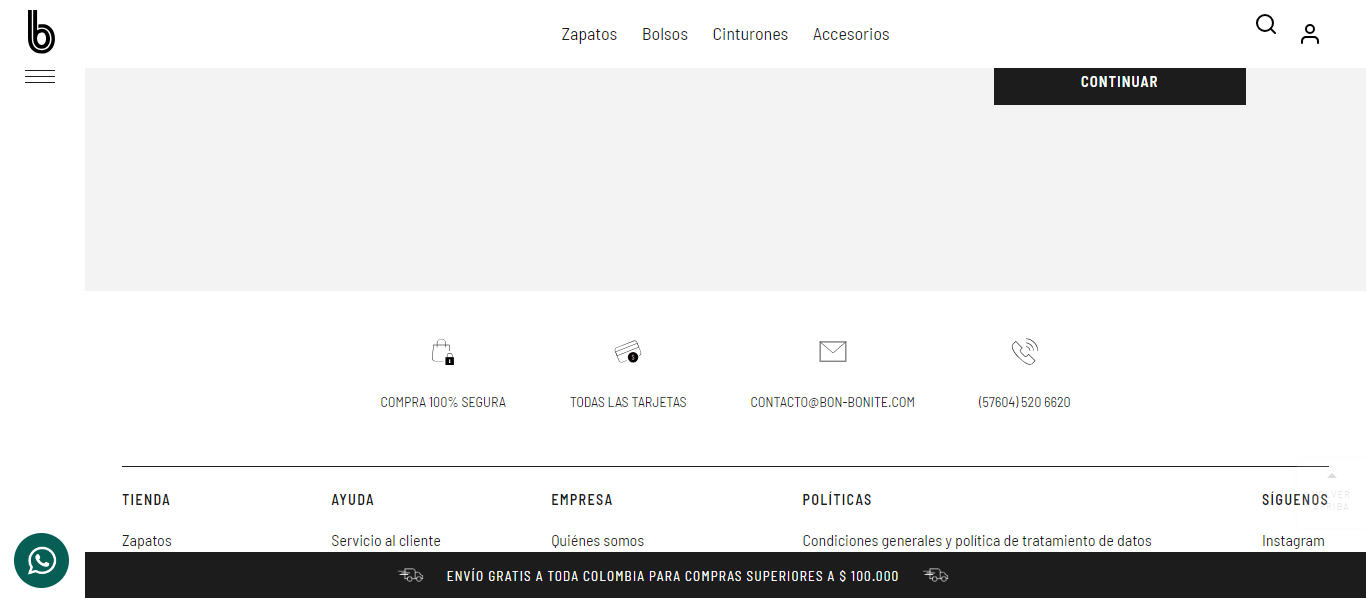 b
Zapatos Bolsos Cinturones Accesorios
CONTINUAR
COMPRA 100% SEGURA TODAS LAS TARJETAS CONTACTO@BON-BONITE.COM (57604) 520 6620
TIENDA AYUDA EMPRESA POLÍTICAS SÍGUENOS
VER
Zapatos Servicio al cliente Quiénes somos Condiciones generales y política de tratamiento de datos Instagram
ENVÍO GRATIS A TODA COLOMBIA PARA COMPRAS SUPERIORES A $ 100.000